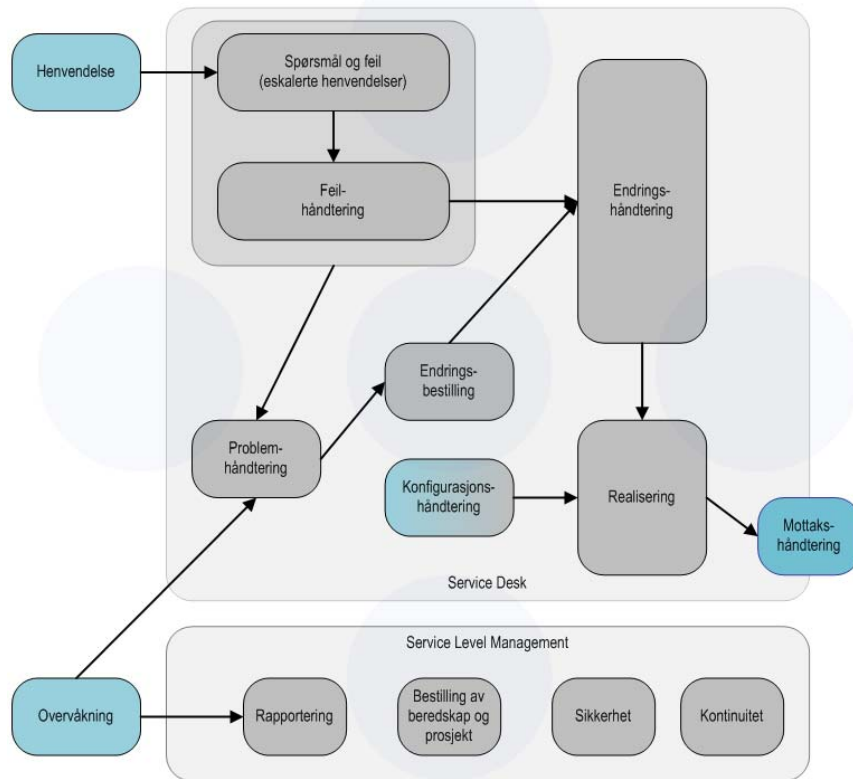 Henvendelse
Spørsmål og feil
(eskalerte henvendelser)
Feil-
håndtering
Endrings-
håndtering
Endrings-
bestilling
Problem-
håndtering
Konfigurasjons-
håndtering
Realisering
Mottaks-
håndtering
Service Desk
Service Level Management
Overvåkning
Rapportering
Bestilling av
beredskap og
prosjekt
Sikkerhet
Kontinuitet